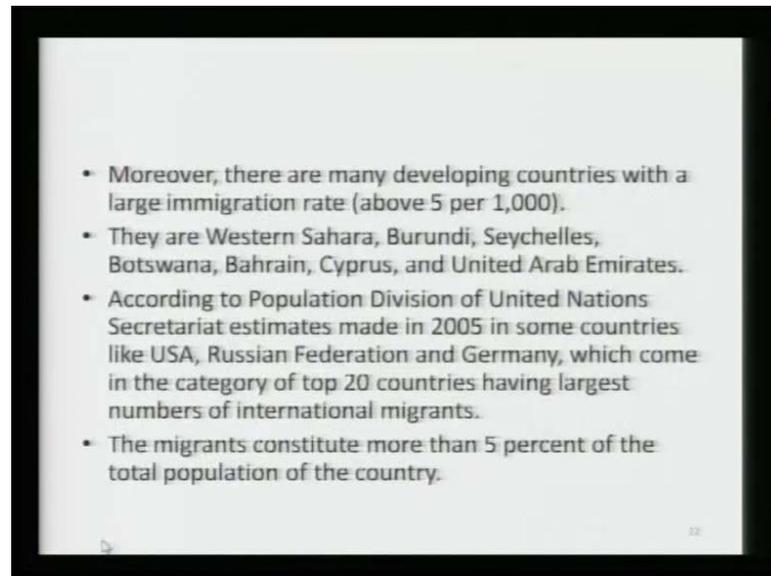 • Moreover, there are many developing countries with a
large immigration rate (above 5 per 1,000).
• They are Western Sahara, Burundi, Seychelles,
Botswana, Bahrain, Cyprus, and United Arab Emirates.
• According to Population Division of United Nations
Secretariat estimates made in 2005 in some countries
like USA, Russian Federation and Germany, which come
in the category of top 20 countries having largest
numbers of international migrants.
• The migrants constitute more than 5 percent of the
total population of the country.